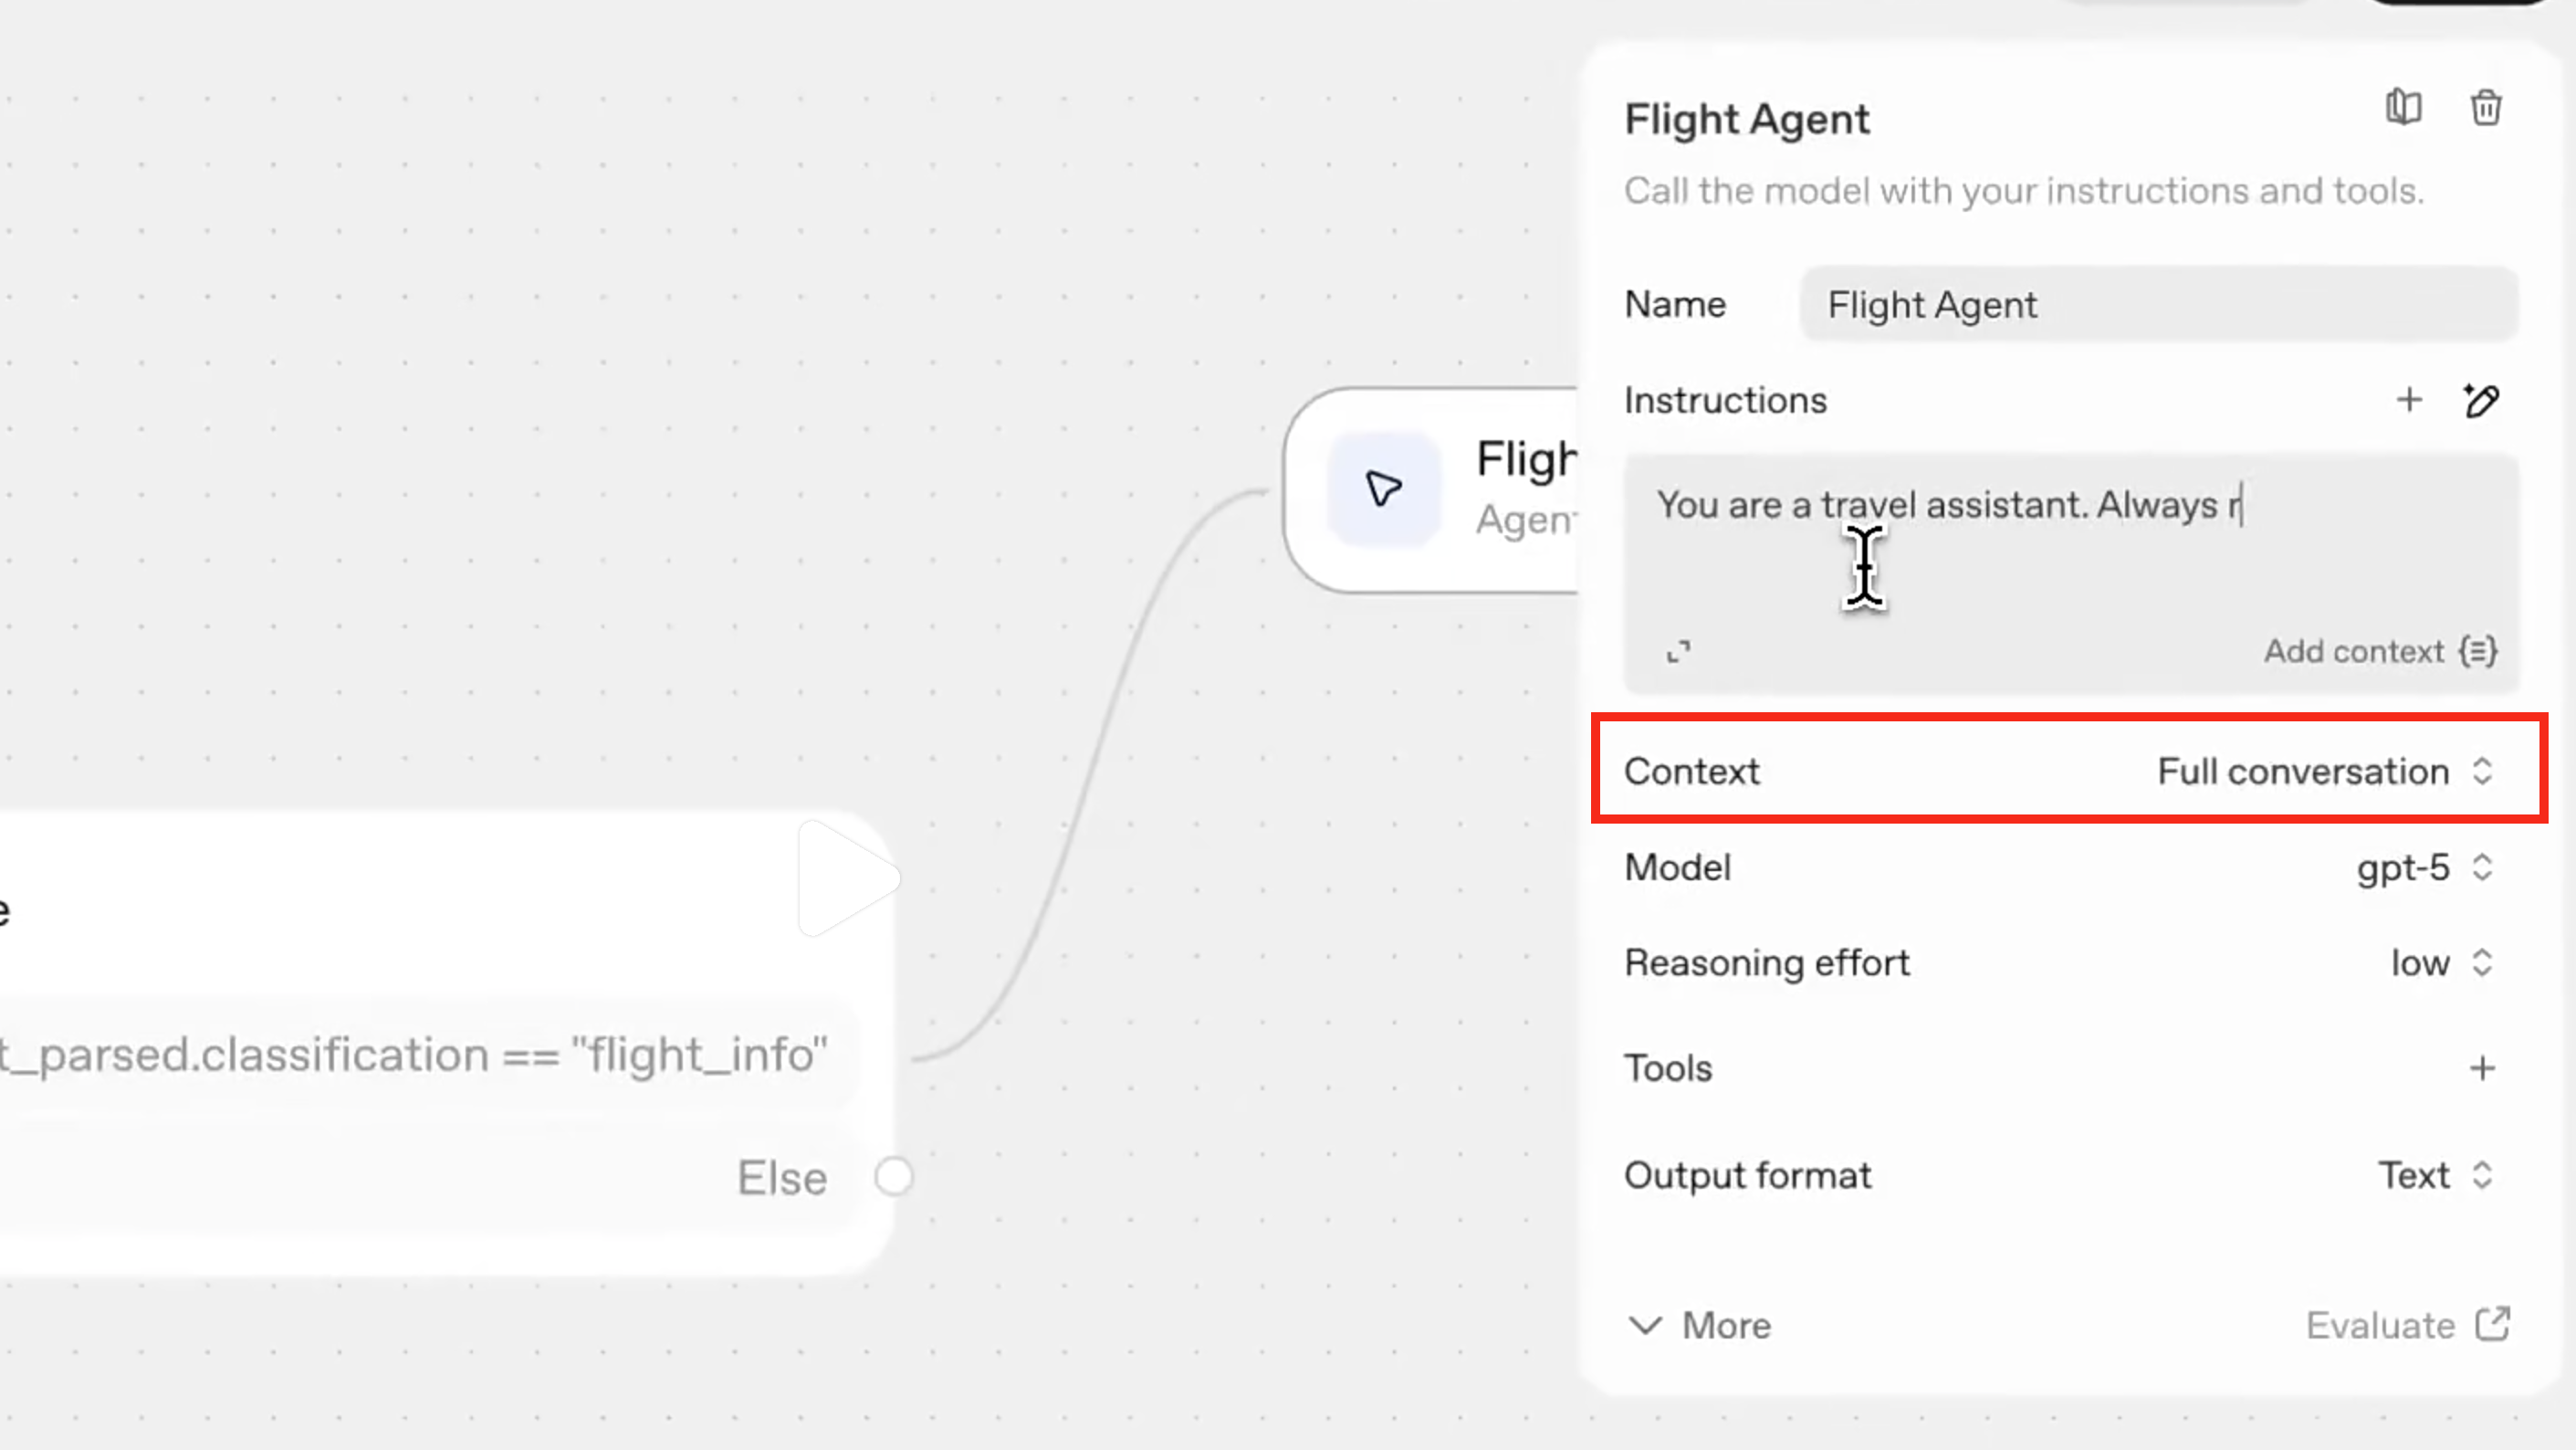 Flight Agent
Call the model with your instructions and tools.
Name
Flight Agent
Instructions
You are a travel assistant. Always r
Add context
Context
Full conversation
Model
gpt-5
Reasoning effort
low
Tools
Output format
Text
More
Evaluate
Fligh
Agent
e
t_parsed.classification == "flight_info"
Else